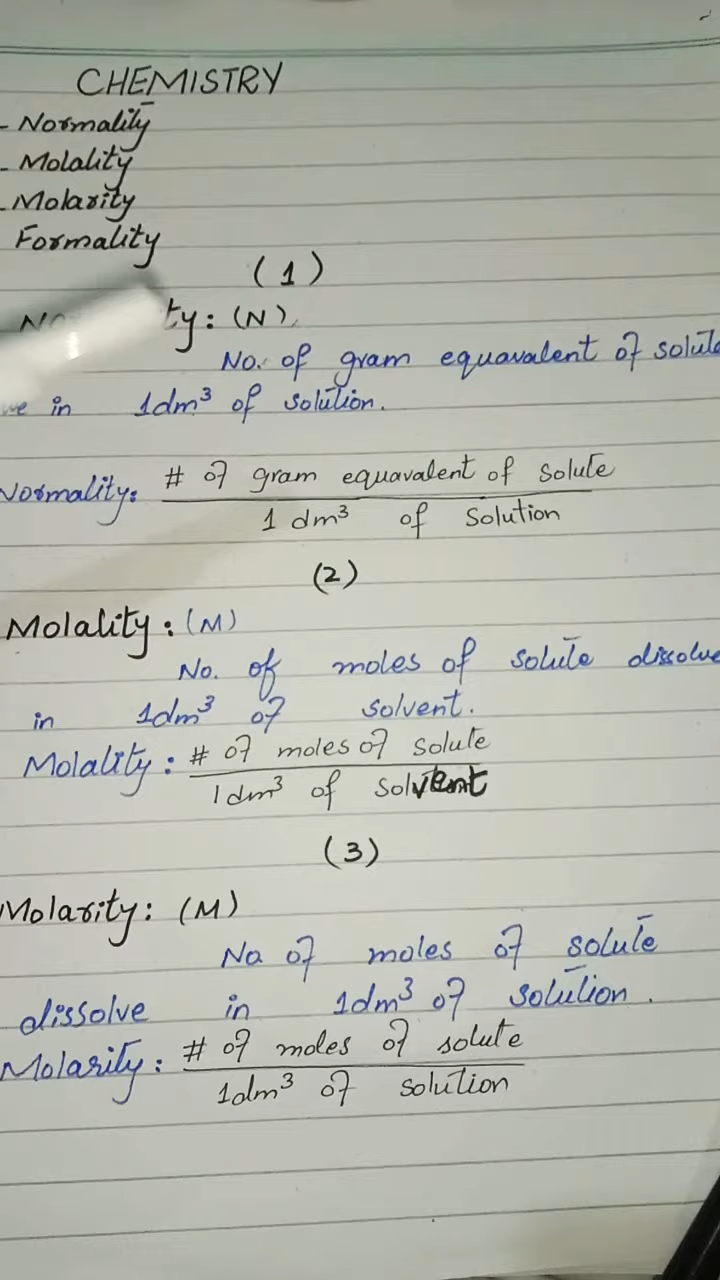 CHEMISTRY
- Normality
- Molality
- Molarity
Formality
(1)
ty: (N).
No. of gram equavalent of solute
in 1dm³ of solution.
Normality: # of gram equavalent of solute
1 dm³ of Solution
(2)
Molality: (M)
No. of moles of solute dissolve
in 1dm³ of solvent.
Molality: # of moles of solute
1dm³ of solvent
(3)
Molarity: (M)
No of moles of solute
dissolve in 1dm³ of solution.
Molarity: # of moles of solute
1dm³ of solution